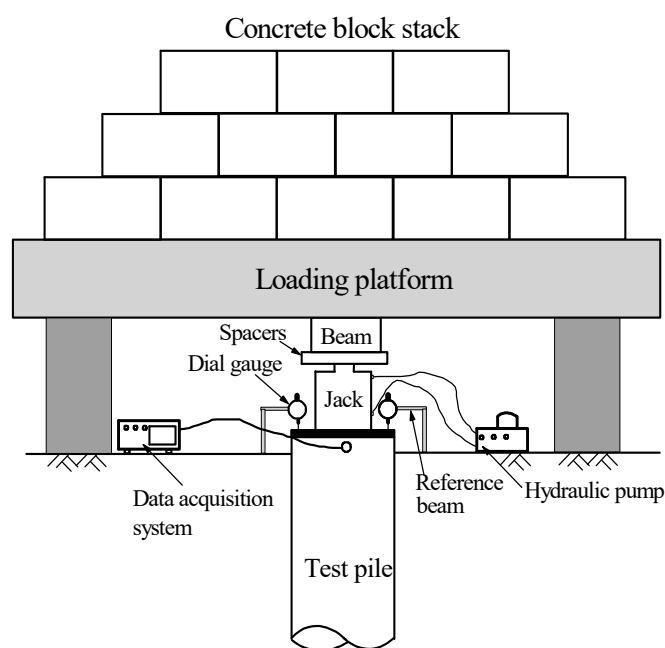 Concrete block stack
Loading platform
Beam
Spacers
Dial gauge
Jack
Data acquisition
system
Reference
beam
Hydraulic pump
Test pile